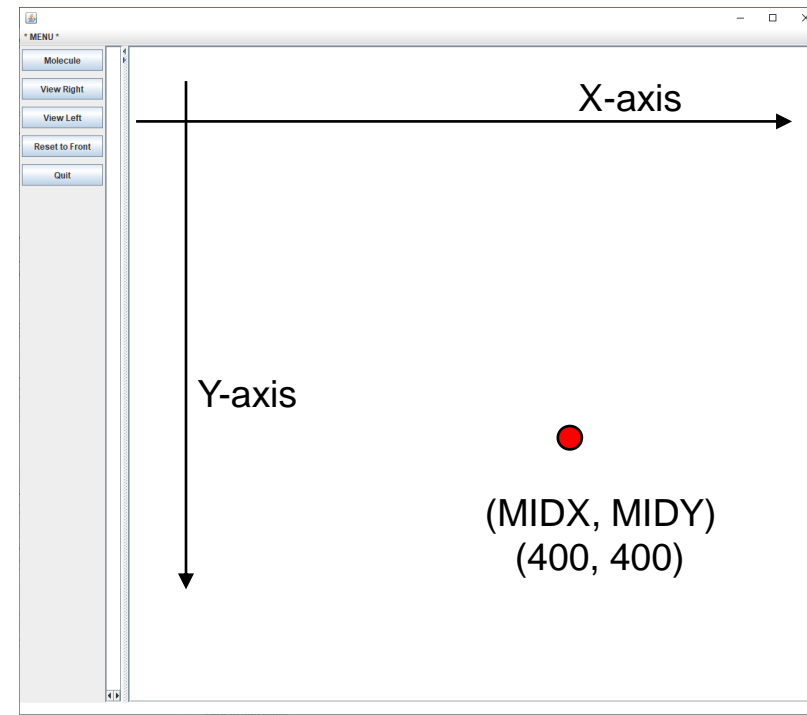 * MENU *
Molecule
View Right
View Left
Reset to Front
Quit
X-axis
Y-axis
(MIDX, MIDY)
(400, 400)